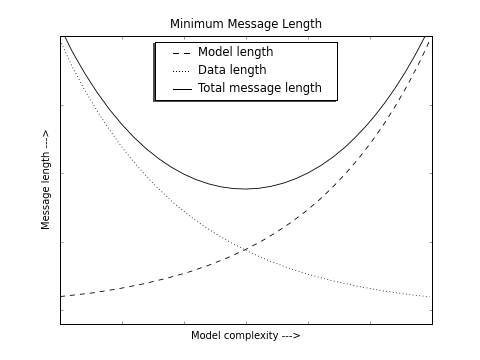 Minimum Message Length
Model length
Data length
Total message length
Message length --->
Model complexity --->